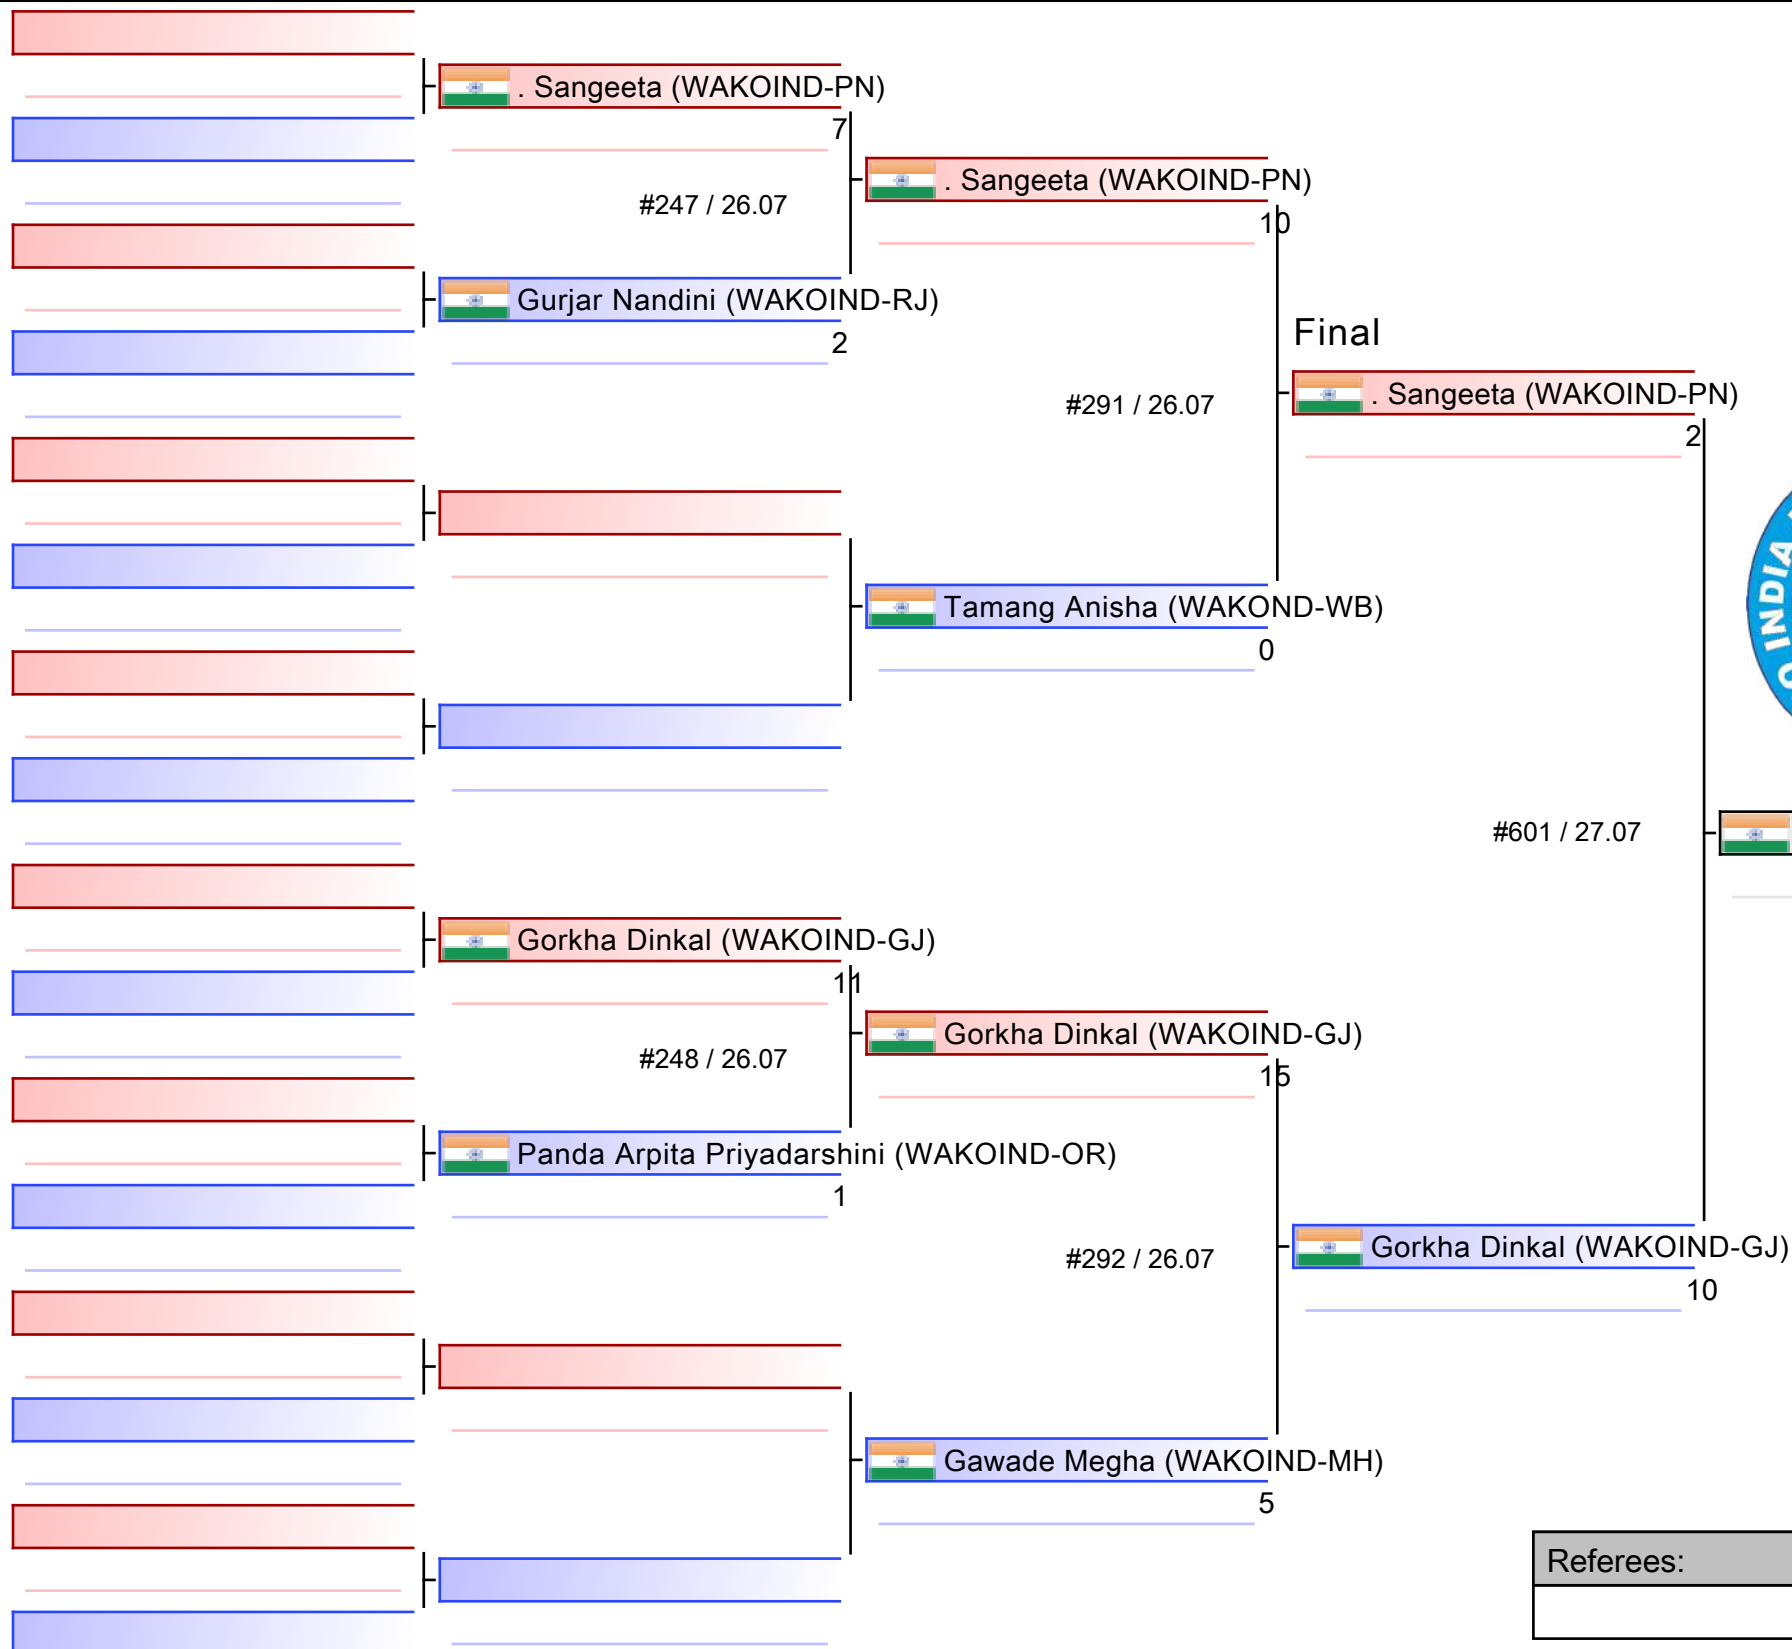 . Sangeeta (WAKOIND-PN)
7
. Sangeeta (WAKOIND-PN)
#247 / 26.07
10
Gurjar Nandini (WAKOIND-RJ)
2
Final
. Sangeeta (WAKOIND-PN)
#291 / 26.07
2
Tamang Anisha (WAKOND-WB)
0
O INDIA
#601 / 27.07
Gorkha Dinkal (WAKOIND-GJ)
11
Gorkha Dinkal (WAKOIND-GJ)
#248 / 26.07
15
Panda Arpita Priyadarshini (WAKOIND-OR)
1
#292 / 26.07
Gorkha Dinkal (WAKOIND-GJ)
10
Gawade Megha (WAKOIND-MH)
5
Referees: